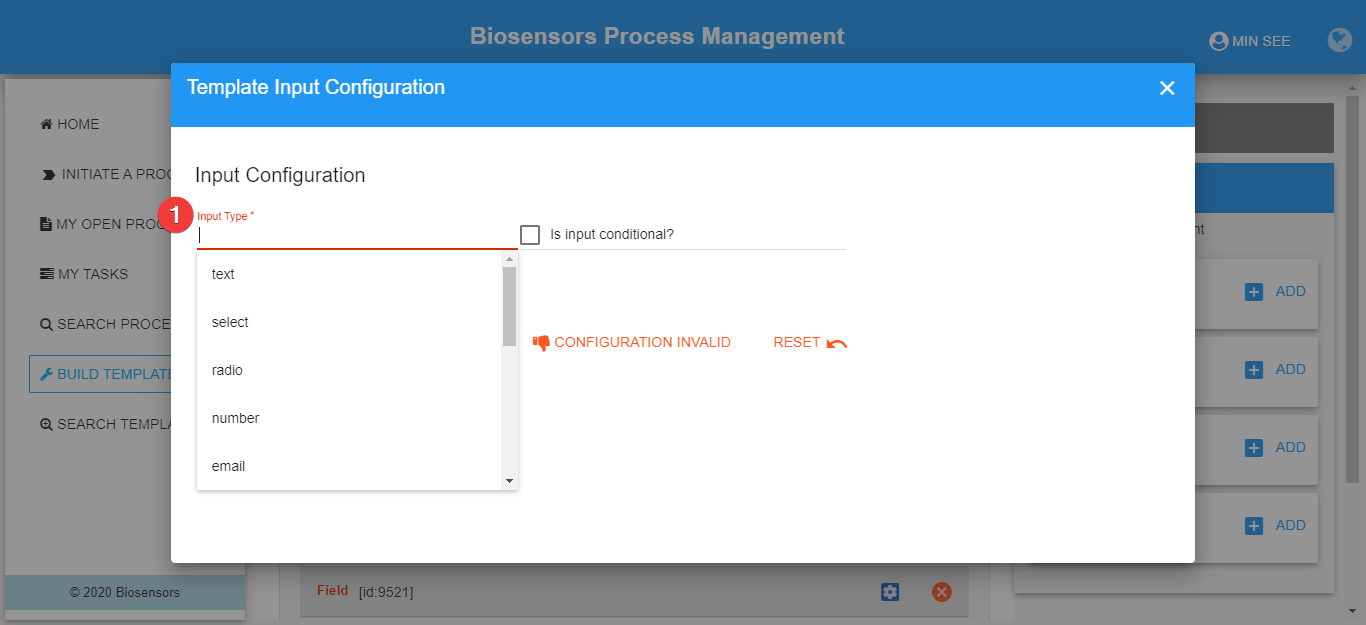 Biosensors Process Management
MIN SEE
Template Input Configuration
HOME
INITIATE A PROC
MY OPEN PROC
MY TASKS
SEARCH PROCE
BUILD TEMPLATE
SEARCH TEMPLA
© 2020 Biosensors
Input Configuration
1
Input Type *
Is input conditional?
text
select
radio
number
email
CONFIGURATION INVALID
RESET
nt
ADD
ADD
ADD
ADD
Field [id:9521]